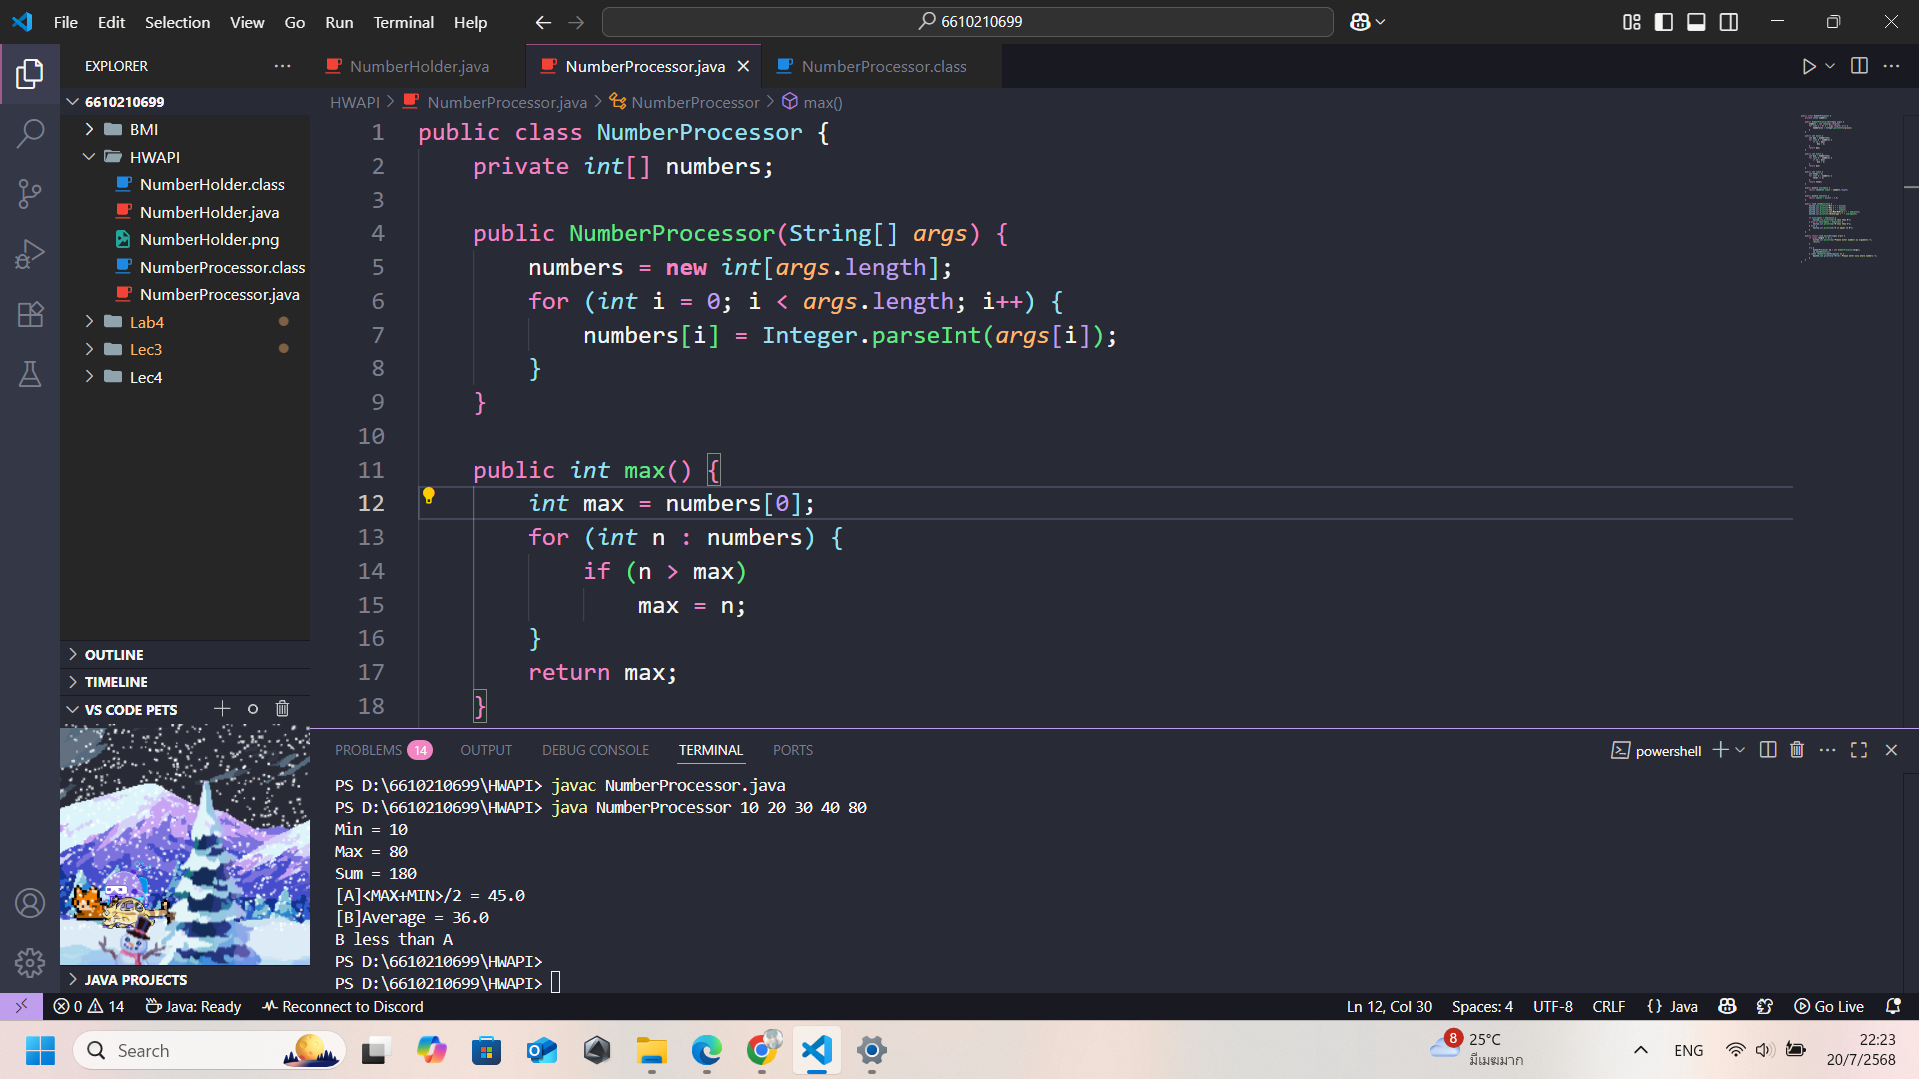 File Edit Selection View Go Run Terminal Help
6610210699
EXPLORER
NumberHolder.java
NumberProcessor.java
NumberProcessor.class
6610210699
HWAPI > NumberProcessor.java > NumberProcessor > max()
BMI
HWAPI
NumberHolder.class
NumberHolder.java
NumberHolder.png
NumberProcessor.class
NumberProcessor.java
Lab4
Lec3
Lec4
1 public class NumberProcessor {
2 private int[] numbers;
3
4 public NumberProcessor(String[] args) {
5 numbers = new int[args.length];
6 for (int i = 0; i < args.length; i++) {
7 numbers[i] = Integer.parseInt(args[i]);
8 }
9 }
10
11 public int max() {
12 int max = numbers[0];
13 for (int n : numbers) {
14 if (n > max)
15 max = n;
16 }
17 return max;
18 }
OUTLINE
TIMELINE
VS CODE PETS
JAVA PROJECTS
PROBLEMS 14 OUTPUT DEBUG CONSOLE TERMINAL PORTS
powershell
PS D:\6610210699\HWAPI> javac NumberProcessor.java
PS D:\6610210699\HWAPI> java NumberProcessor 10 20 30 40 80
Min = 10
Max = 80
Sum = 180
[A]<MAX+MIN>/2 = 45.0
[B]Average = 36.0
B less than A
PS D:\6610210699\HWAPI>
PS D:\6610210699\HWAPI>
0 14 Java: Ready Reconnect to Discord
Ln 12, Col 30 Spaces: 4 UTF-8 CRLF {} Java Go Live
Search
8
25°C
มีเมฆมาก
ENG
22:23
20/7/2568